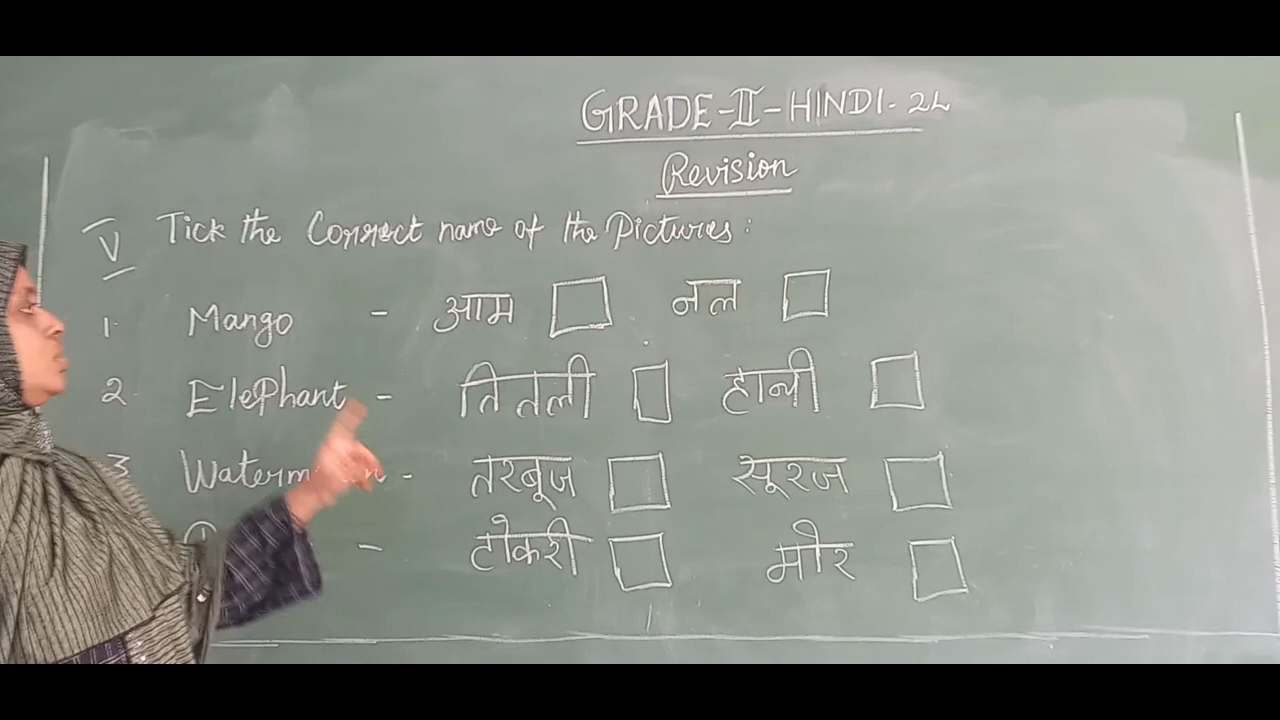 GRADE-II-HINDI-2L
Revision
V Tick the Correct name of the Pictures:
1. Mango - आम नल
2. Elephant - तितली हाथी
3 - तरबूज सूरज
- टोकरी मोर